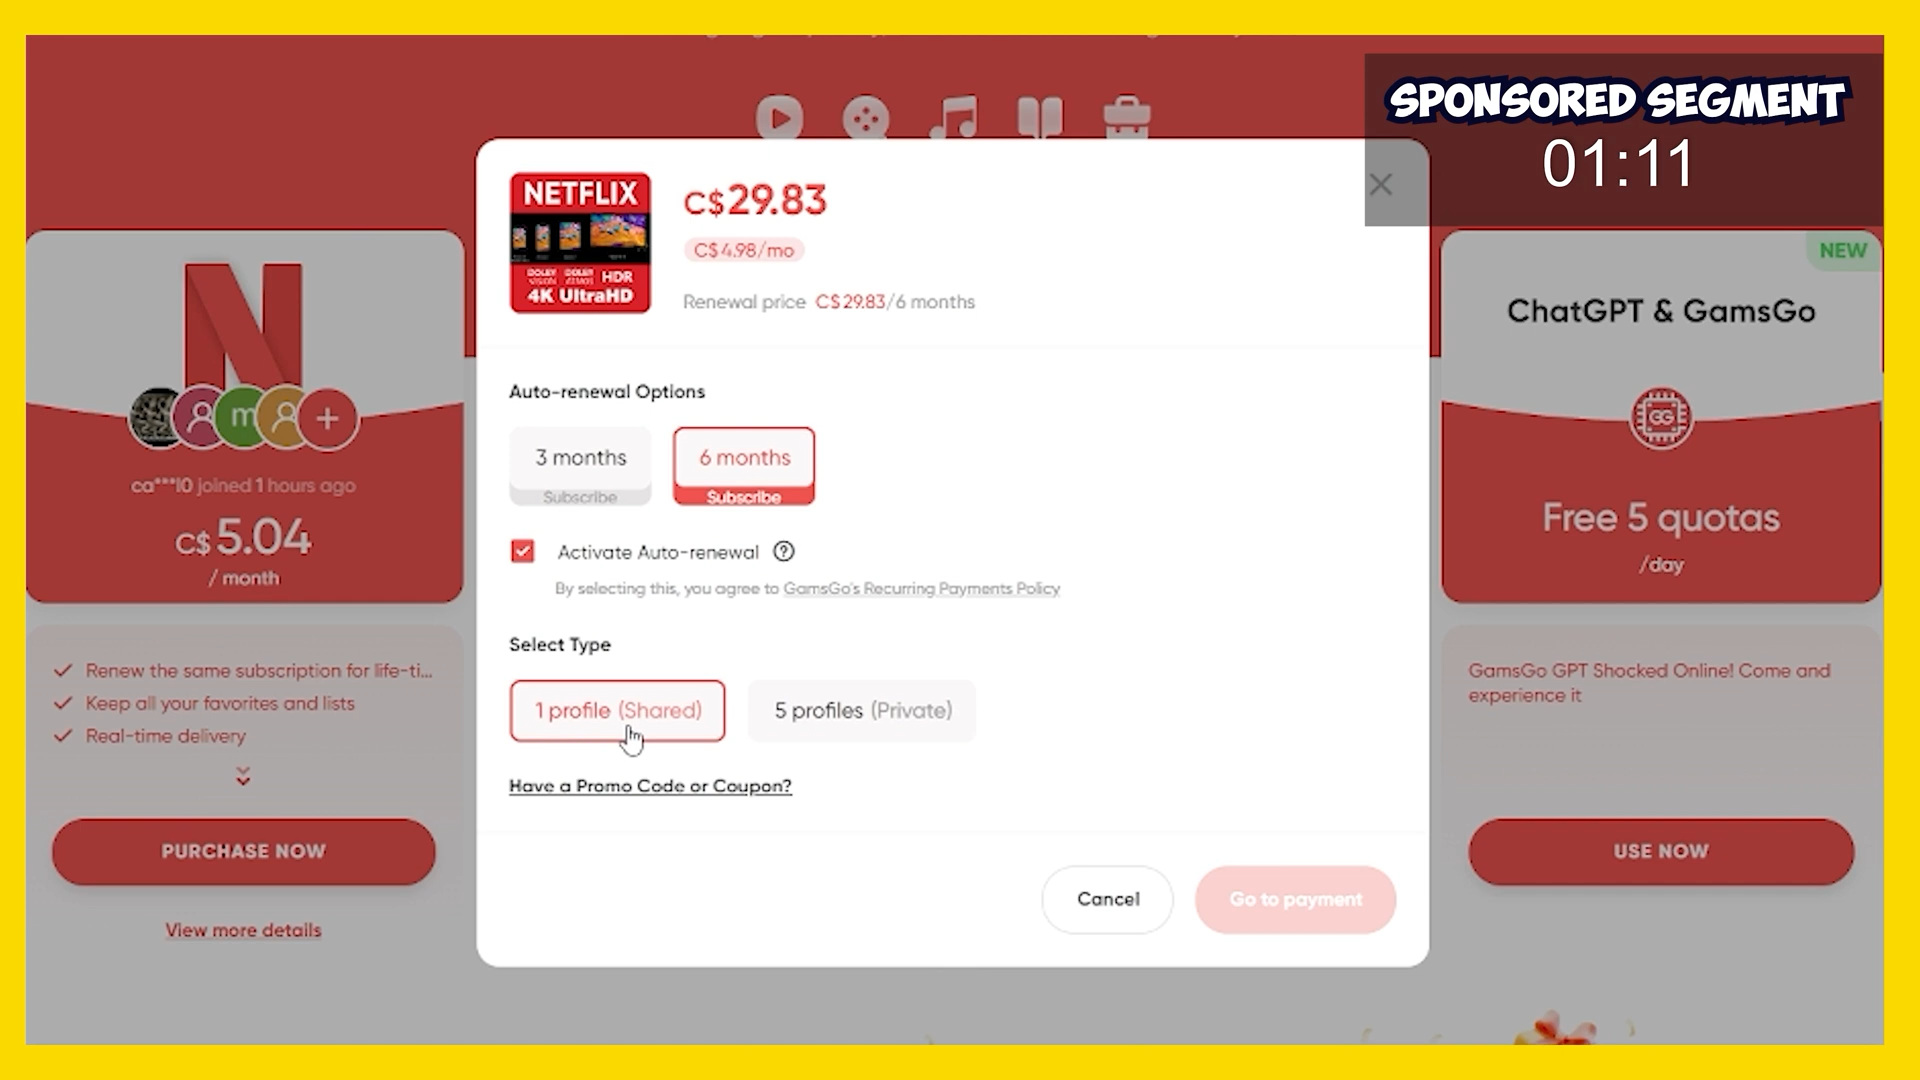 SPONSORED SEGMENT
01:11
NETFLIX
HDR
4K UltraHD
C$29.83
C$4.98/mo
Renewal price C$29.83/6 months
Auto-renewal Options
3 months
Subscribe
6 months
Subscribe
Activate Auto-renewal ?
By selecting this, you agree to GamsGo's Recurring Payments Policy
Select Type
1 profile (Shared)
5 profiles (Private)
Have a Promo Code or Coupon?
Cancel
Go to payment
N
m
ca***l0 joined 1 hours ago
C$5.04
/ month
Renew the same subscription for life-ti...
Keep all your favorites and lists
Real-time delivery
PURCHASE NOW
View more details
NEW
ChatGPT & GamsGo
GG
Free 5 quotas
/day
GamsGo GPT Shocked Online! Come and
experience it
USE NOW